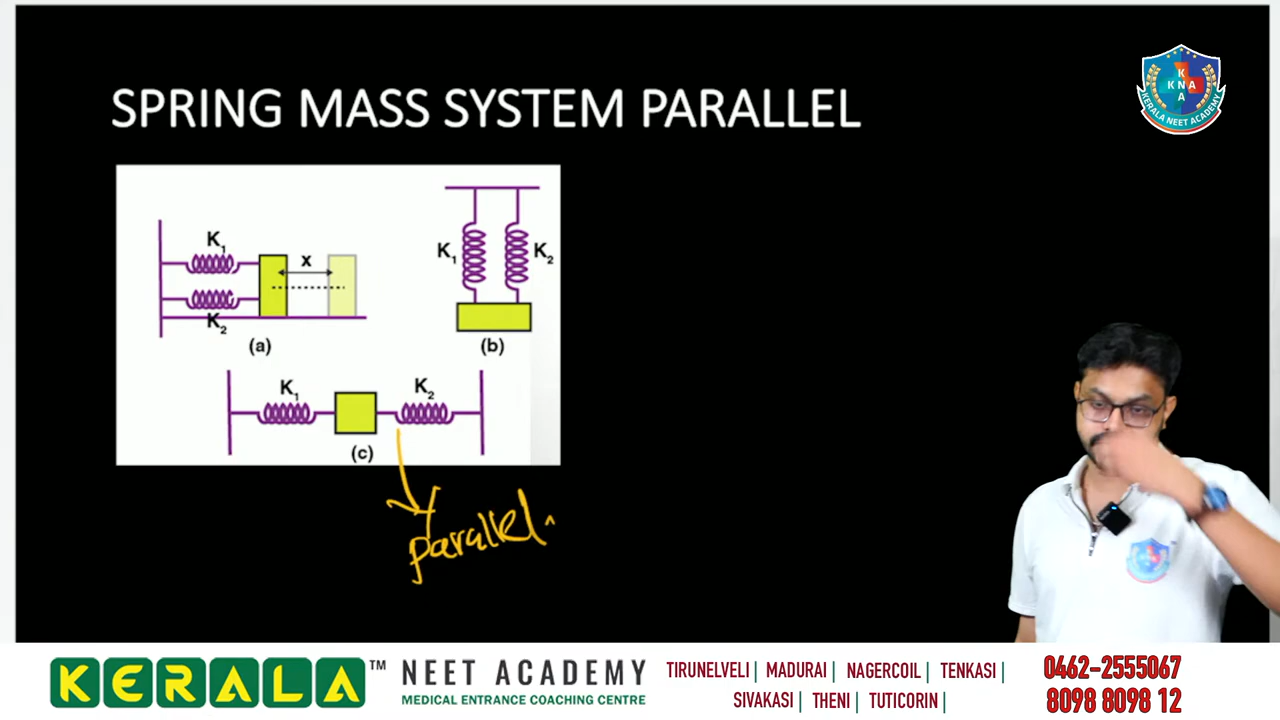 SPRING MASS SYSTEM PARALLEL
K N A
KNA
KERALA NEET ACADEMY
K1
x
K2
(a)
K1
K2
(b)
K1
K2
(c)
parallel
KERALA™
NEET ACADEMY
MEDICAL ENTRANCE COACHING CENTRE
TIRUNELVELI | MADURAI | NAGERCOIL | TENKASI |
SIVAKASI | THENI | TUTICORIN |
0462-2555067
8098 8098 12